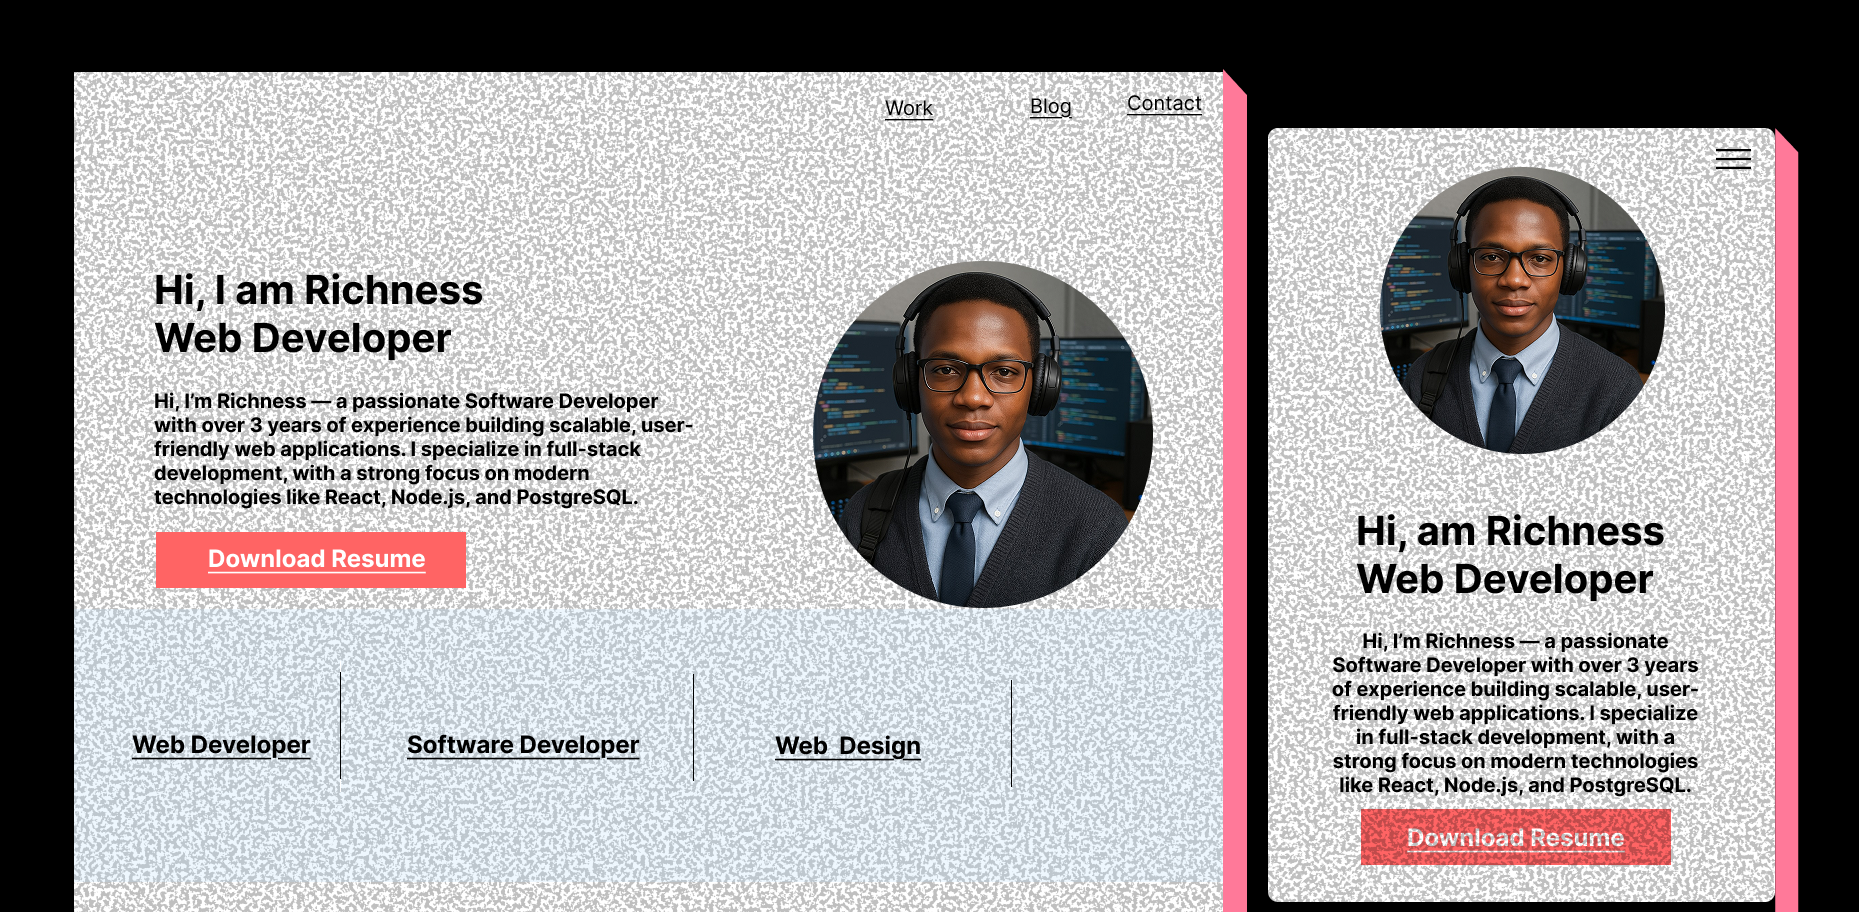 Work
Blog
Contact
Hi, I am Richness
Web Developer
Hi, I’m Richness — a passionate Software Developer
with over 3 years of experience building scalable, user-
friendly web applications. I specialize in full-stack
development, with a strong focus on modern
technologies like React, Node.js, and PostgreSQL.
Download Resume
Web Developer
Software Developer
Web  Design
Hi, am Richness
Web Developer
Hi, I’m Richness — a passionate
Software Developer with over 3 years
of experience building scalable, user-
friendly web applications. I specialize
in full-stack development, with a
strong focus on modern technologies
like React, Node.js, and PostgreSQL.
Download Resume